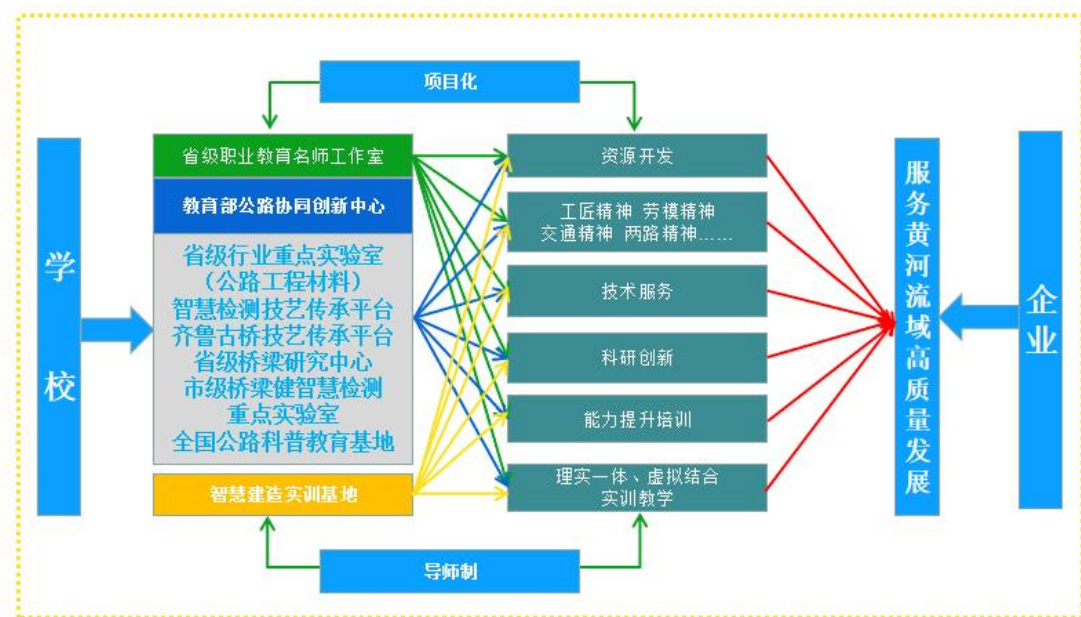 项目化
学校
省级职业教育名师工作室
教育部公路协同创新中心
省级行业重点实验室
（公路工程材料）
智慧检测技艺传承平台
齐鲁古桥技艺传承平台
省级桥梁研究中心
市级桥梁健智慧检测
重点实验室
全国公路科普教育基地
智慧建造实训基地
资源开发
工匠精神 劳模精神
交通精神 两路精神……
技术服务
科研创新
能力提升培训
理实一体、虚拟结合
实训教学
服务黄河流域高质量发展
企业
导师制